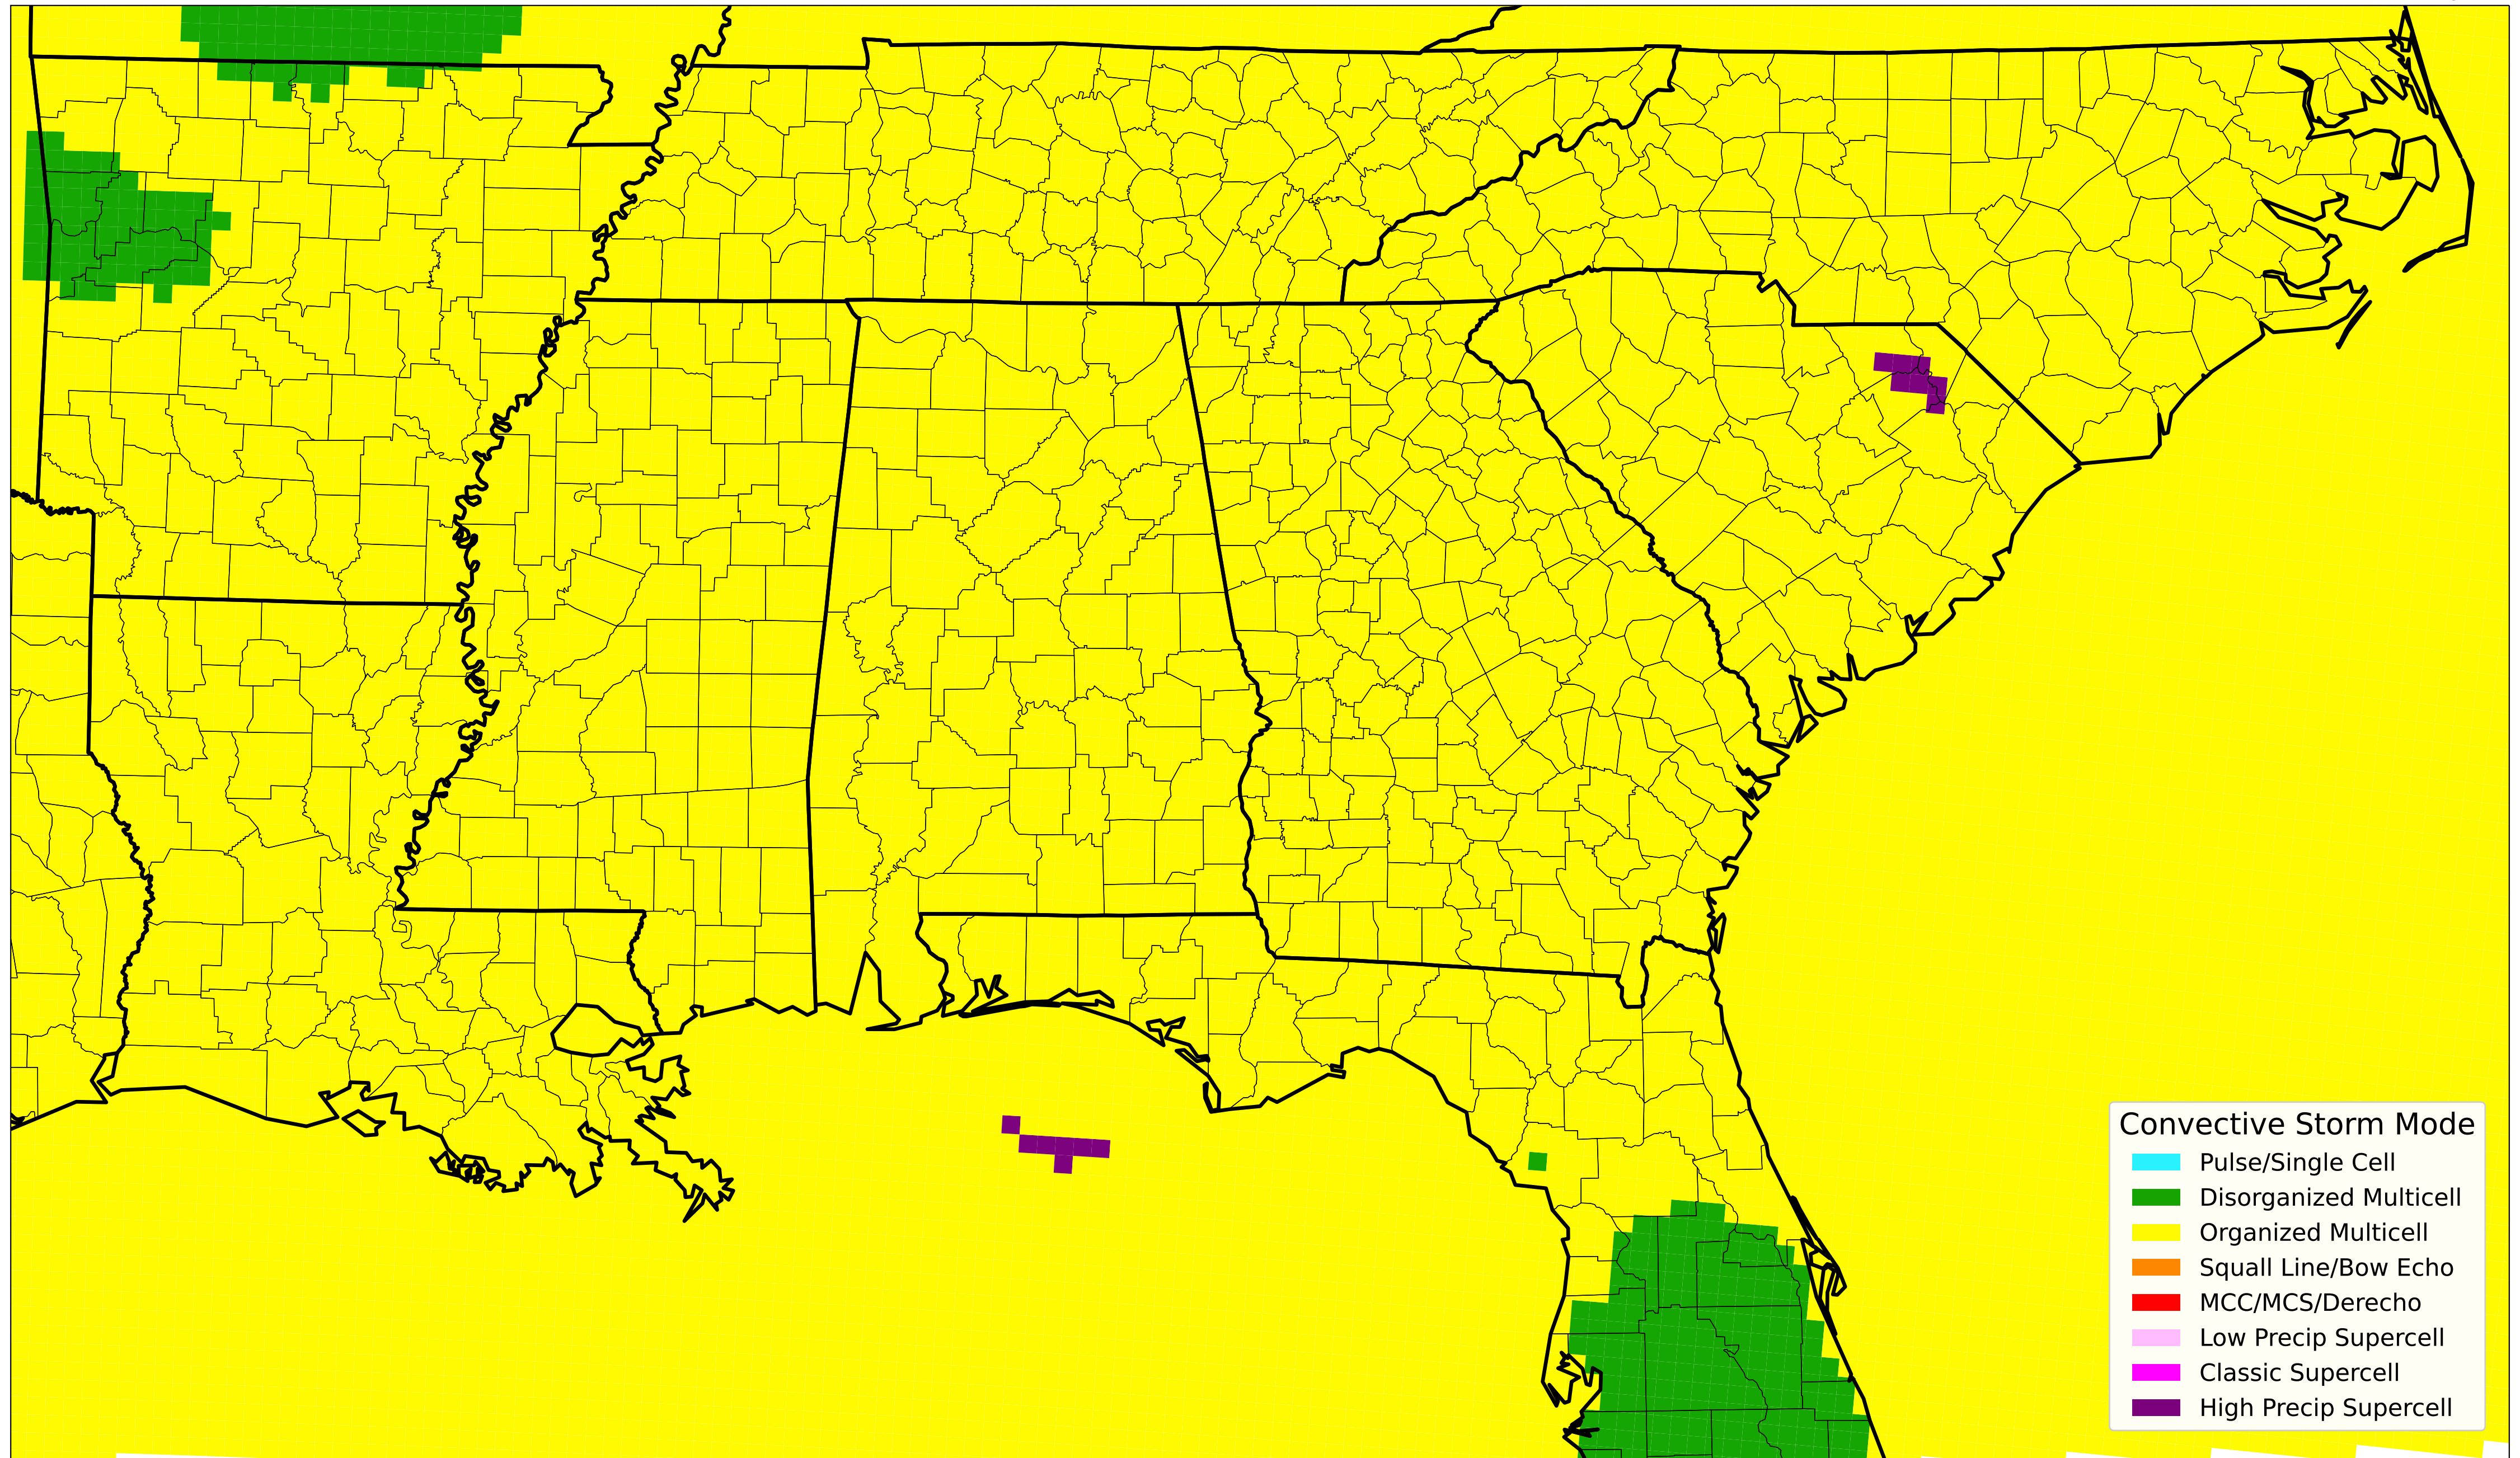 Convective Storm Mode
Pulse/Single Cell
Disorganized Multicell
Organized Multicell
Squall Line/Bow Echo
MCC/MCS/Derecho
Low Precip Supercell
Classic Supercell
High Precip Supercell